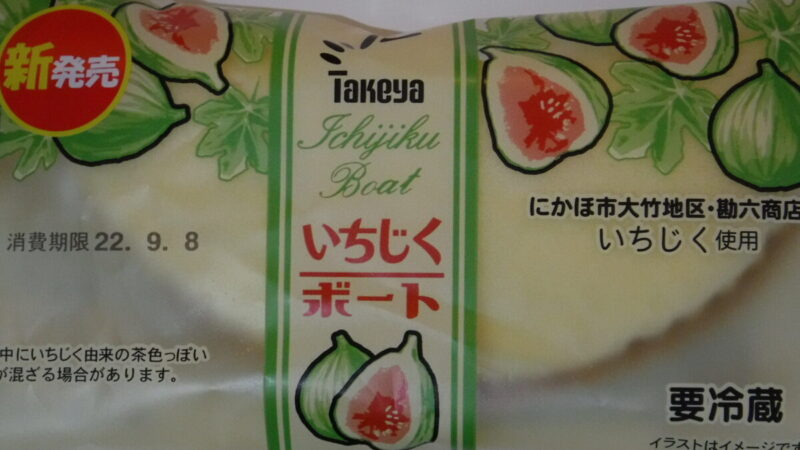 新発売
Takeya
Ichijiku
Boat
いちじく
ボート
にかほ市大竹地区・勘六商店
いちじく使用
消費期限 22. 9. 8
中にいちじく由来の茶色っぽい
が混ざる場合があります。
要冷蔵
イラストはイメージです